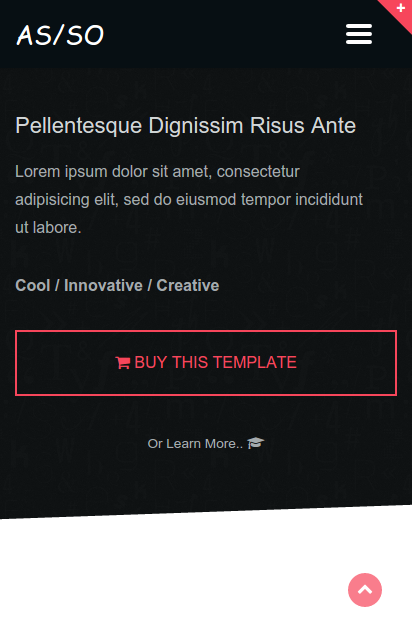 AS/SO
Pellentesque Dignissim Risus Ante
Lorem ipsum dolor sit amet, consectetur
adipisicing elit, sed do eiusmod tempor incididunt
ut labore.
Cool / Innovative / Creative
BUY THIS TEMPLATE
Or Learn More..